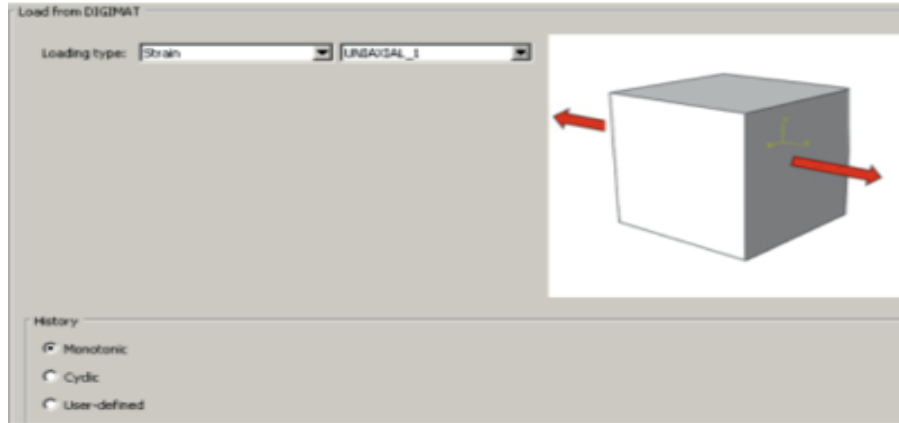 Load from DIGIMAT
Loading type: Strain UNIAXIAL_1
History
Monotonic
Cyclic
User-defined